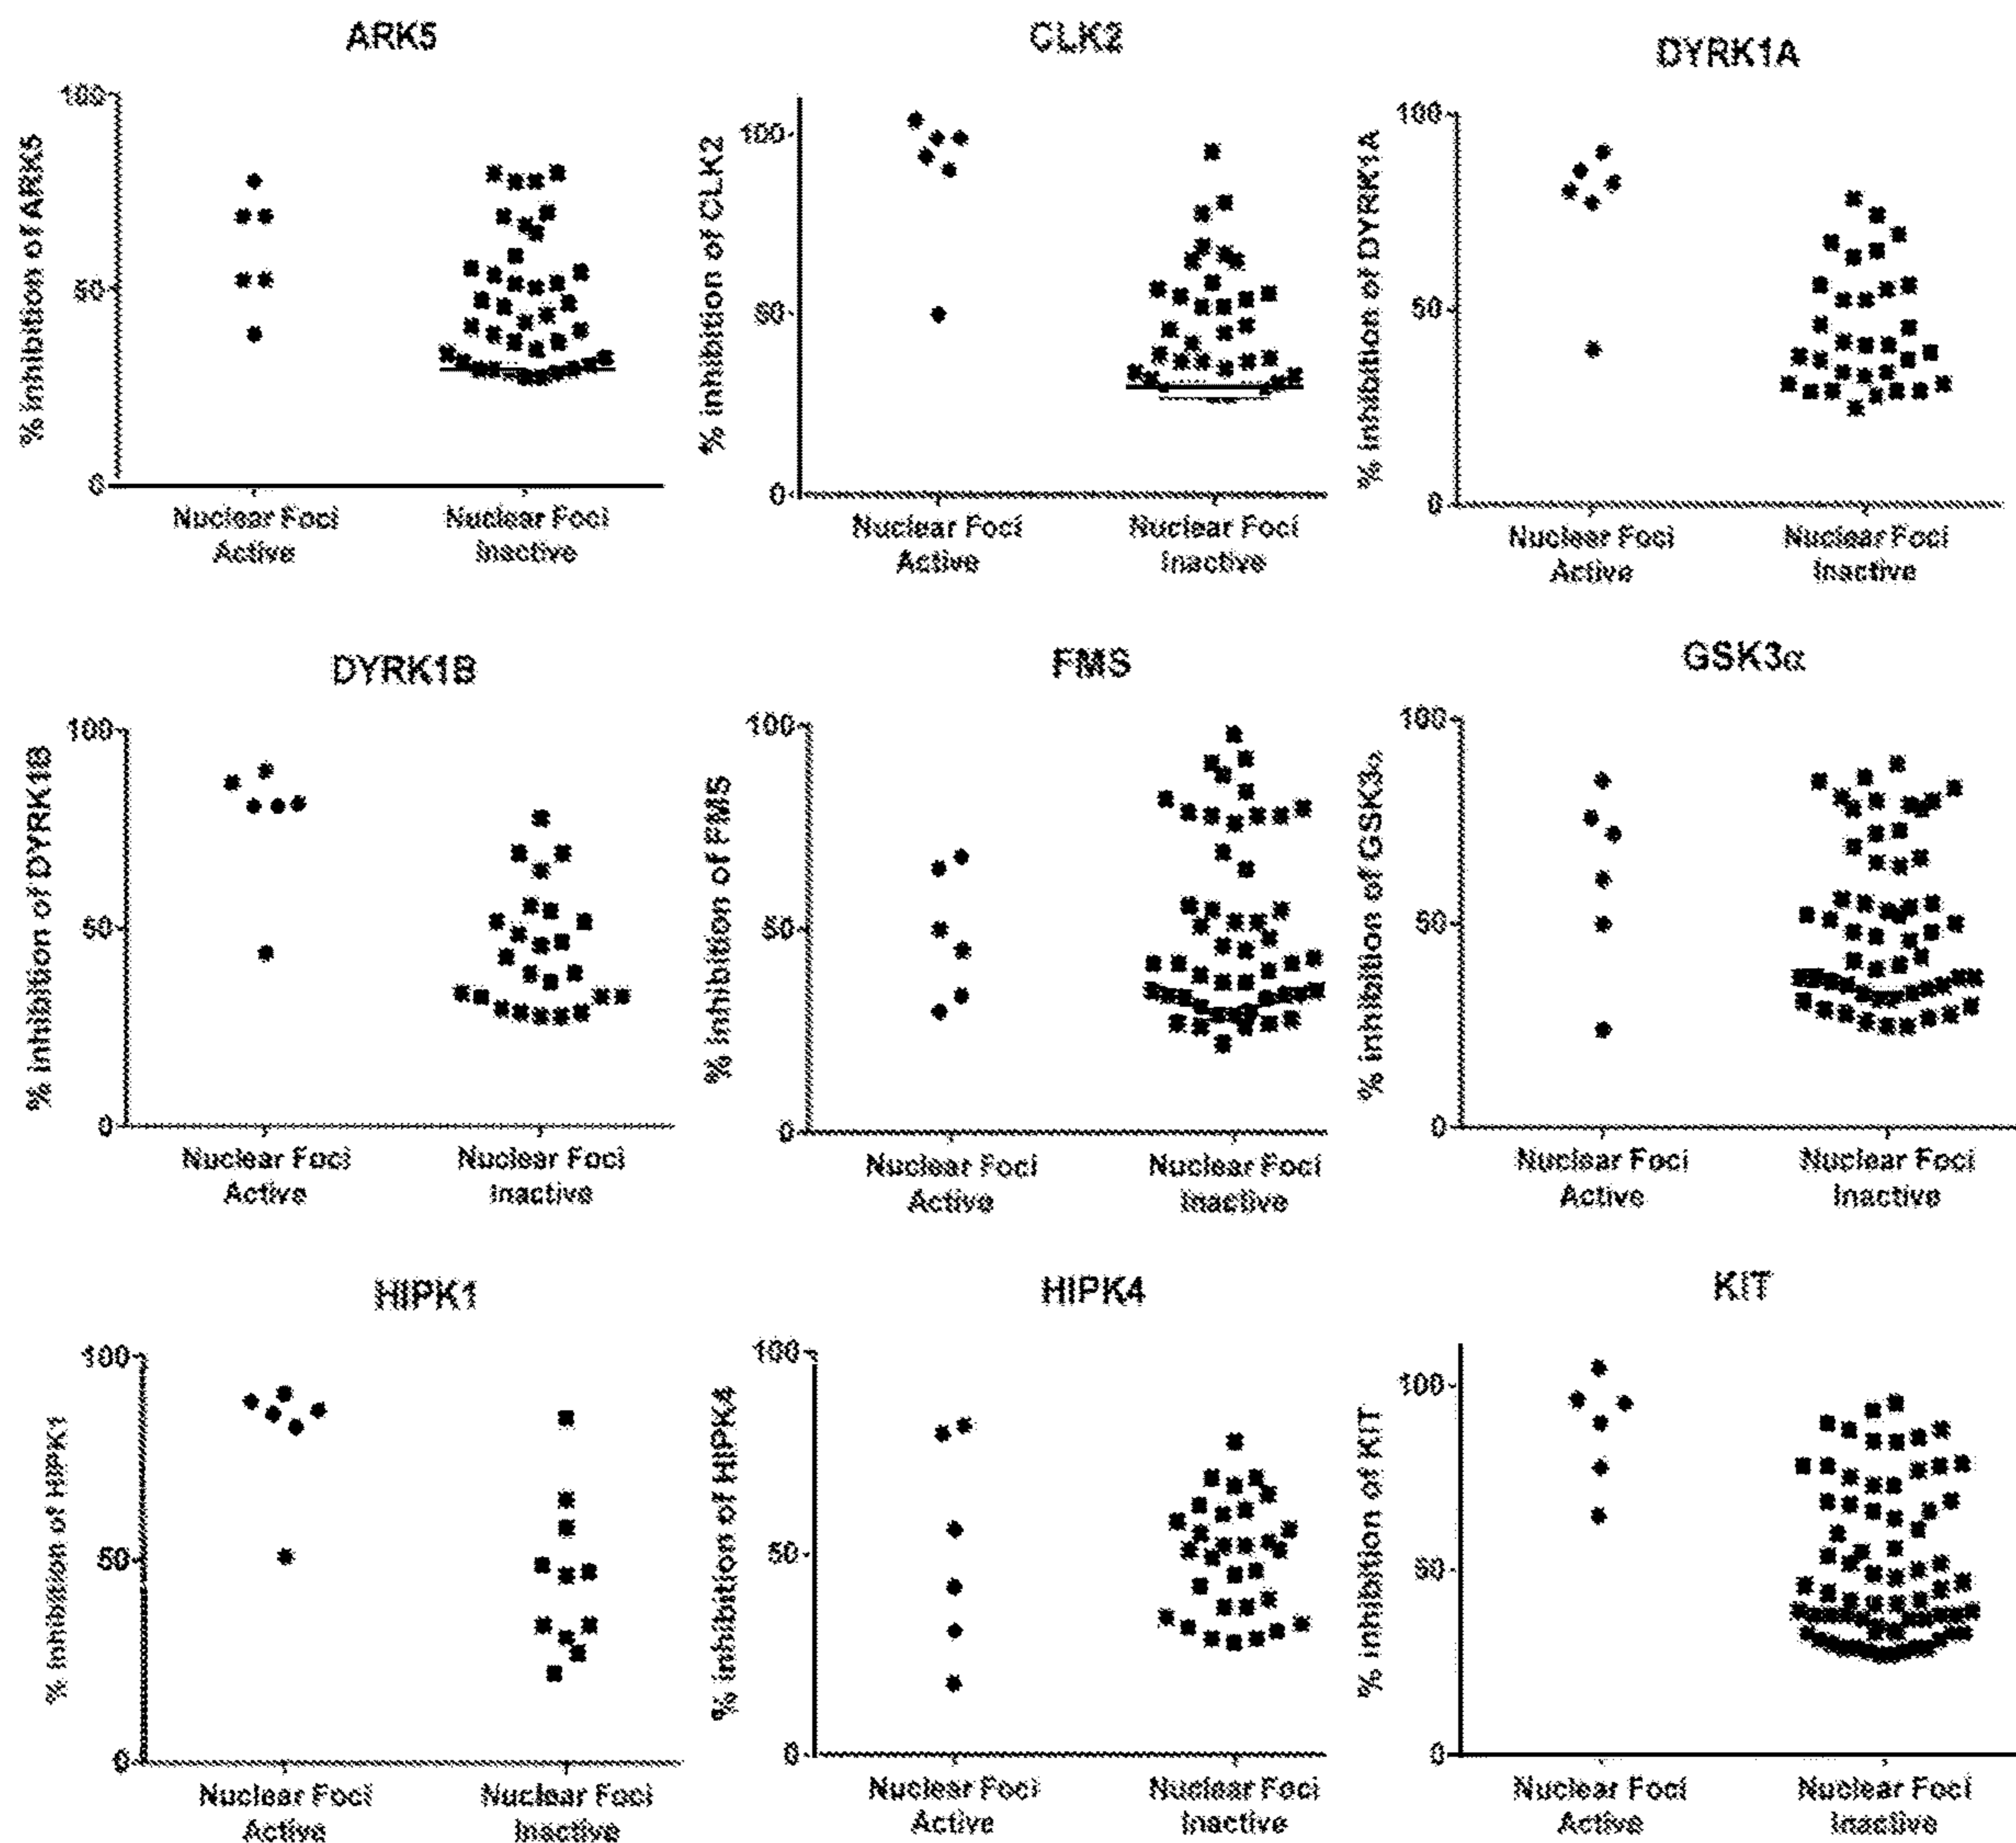 ARK5
CLK2
DYRK1A
% inhibition of ARK5
100
50
0
Nuclear Foci
Active
Nuclear Foci
Inactive
% inhibition of CLK2
100
50
0
Nuclear Foci
Active
Nuclear Foci
Inactive
% inhibition of DYRK1A
100
50
0
Nuclear Foci
Active
Nuclear Foci
Inactive
DYRK1B
FMS
GSK3α
% inhibition of DYRK1B
100
50
0
Nuclear Foci
Active
Nuclear Foci
Inactive
% inhibition of FMS
100
50
0
Nuclear Foci
Active
Nuclear Foci
Inactive
% inhibition of GSK3α
100
50
0
Nuclear Foci
Active
Nuclear Foci
Inactive
HIPK1
HIPK4
KIT
% inhibition of HIPK1
100
50
0
Nuclear Foci
Active
Nuclear Foci
Inactive
% inhibition of HIPK4
100
50
0
Nuclear Foci
Active
Nuclear Foci
Inactive
% inhibition of KIT
100
50
0
Nuclear Foci
Active
Nuclear Foci
Inactive